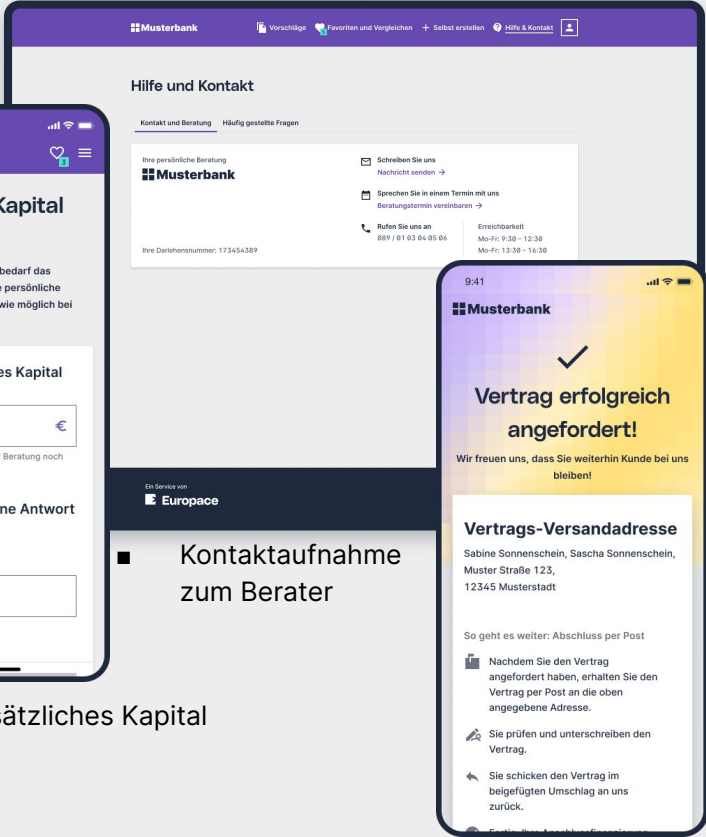 Musterbank
Vorschläge
Favoriten und Vergleichen
Selbst erstellen
Hilfe & Kontakt
Hilfe und Kontakt
Kontakt und Beratung
Häufig gestellte Fragen
Ihre persönliche Beratung
Musterbank
Ihre Darlehensnummer: 173454389
Schreiben Sie uns
Nachricht senden →
Sprechen Sie in einem Termin mit uns
Beratungstermin vereinbaren →
Rufen Sie uns an
089 / 01 03 04 05 06
Erreichbarkeit
Mo-Fr: 9:30 – 12:30
Mo-Fr: 13:30 – 16:30
Ein Service von
Europace
Kapital
bedarf das
persönliche
wie möglich bei
es Kapital
€
Beratung noch
ne Antwort
■ Kontaktaufnahme
zum Berater
sätzliches Kapital
9:41
Musterbank
Vertrag erfolgreich
angefordert!
Wir freuen uns, dass Sie weiterhin Kunde bei uns
bleiben!
Vertrags-Versandadresse
Sabine Sonnenschein, Sascha Sonnenschein,
Muster Straße 123,
12345 Musterstadt
So geht es weiter: Abschluss per Post
Nachdem Sie den Vertrag
angefordert haben, erhalten Sie den
Vertrag per Post an die oben
angegebene Adresse.
Sie prüfen und unterschreiben den
Vertrag.
Sie schicken den Vertrag im
beigefügten Umschlag an uns
zurück.
Fertig. Ihre Anschlussfinanzierung